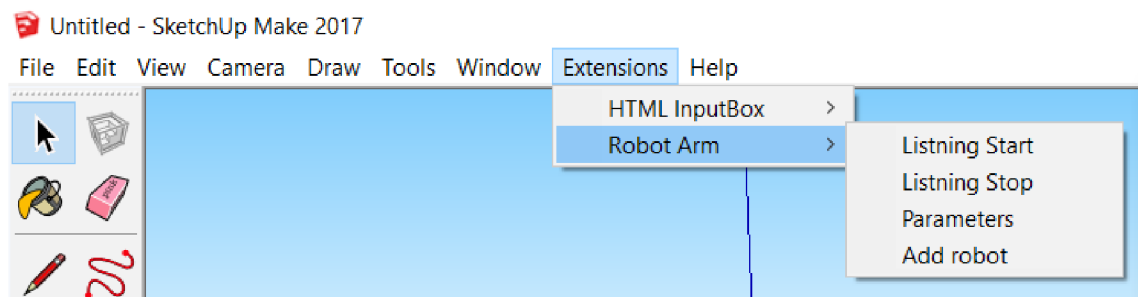 Untitled - SketchUp Make 2017
File Edit View Camera Draw Tools Window Extensions Help
HTML InputBox >
Robot Arm >
Listning Start
Listning Stop
Parameters
Add robot